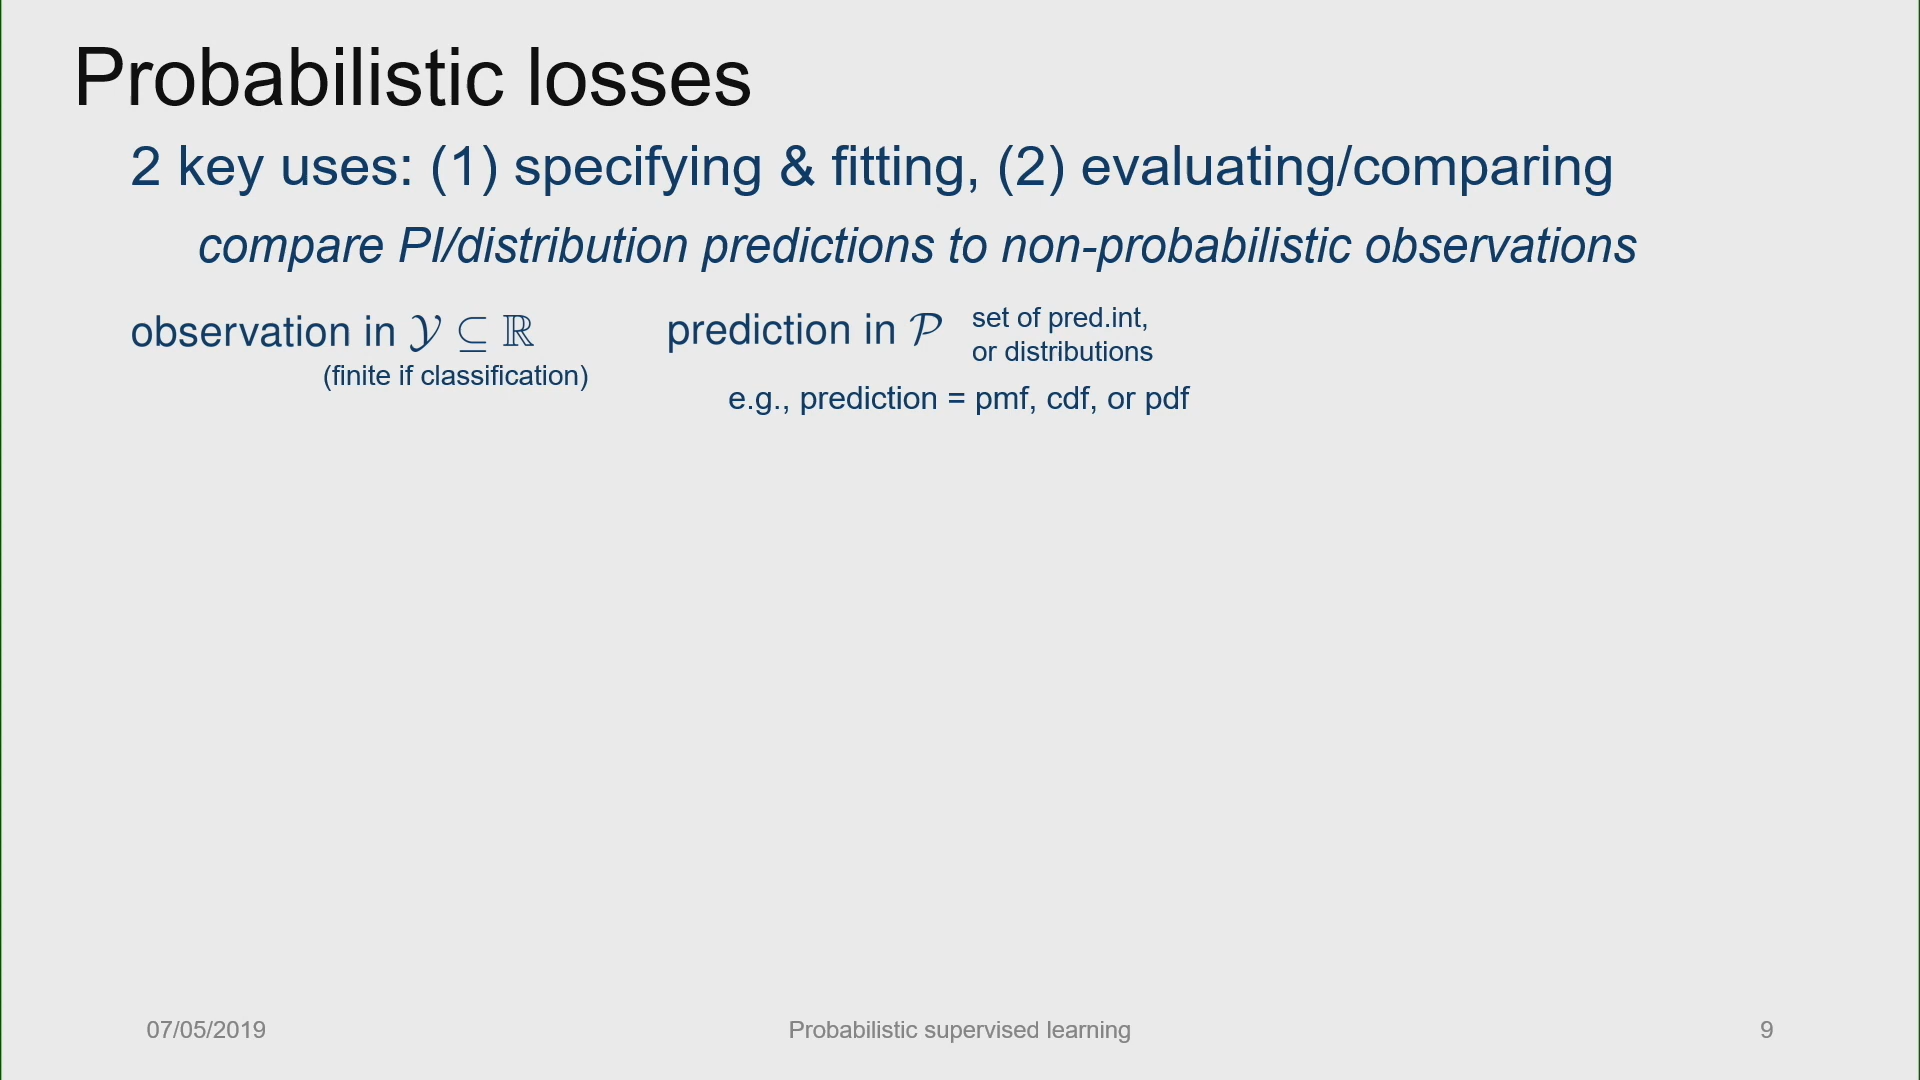 Probabilistic losses
2 key uses: (1) specifying & fitting, (2) evaluating/comparing
compare PI/distribution predictions to non-probabilistic observations
observation in 𝒴 ⊆ ℝ
(finite if classification)
prediction in 𝒫
set of pred.int,
or distributions
e.g., prediction = pmf, cdf, or pdf
07/05/2019
Probabilistic supervised learning
9